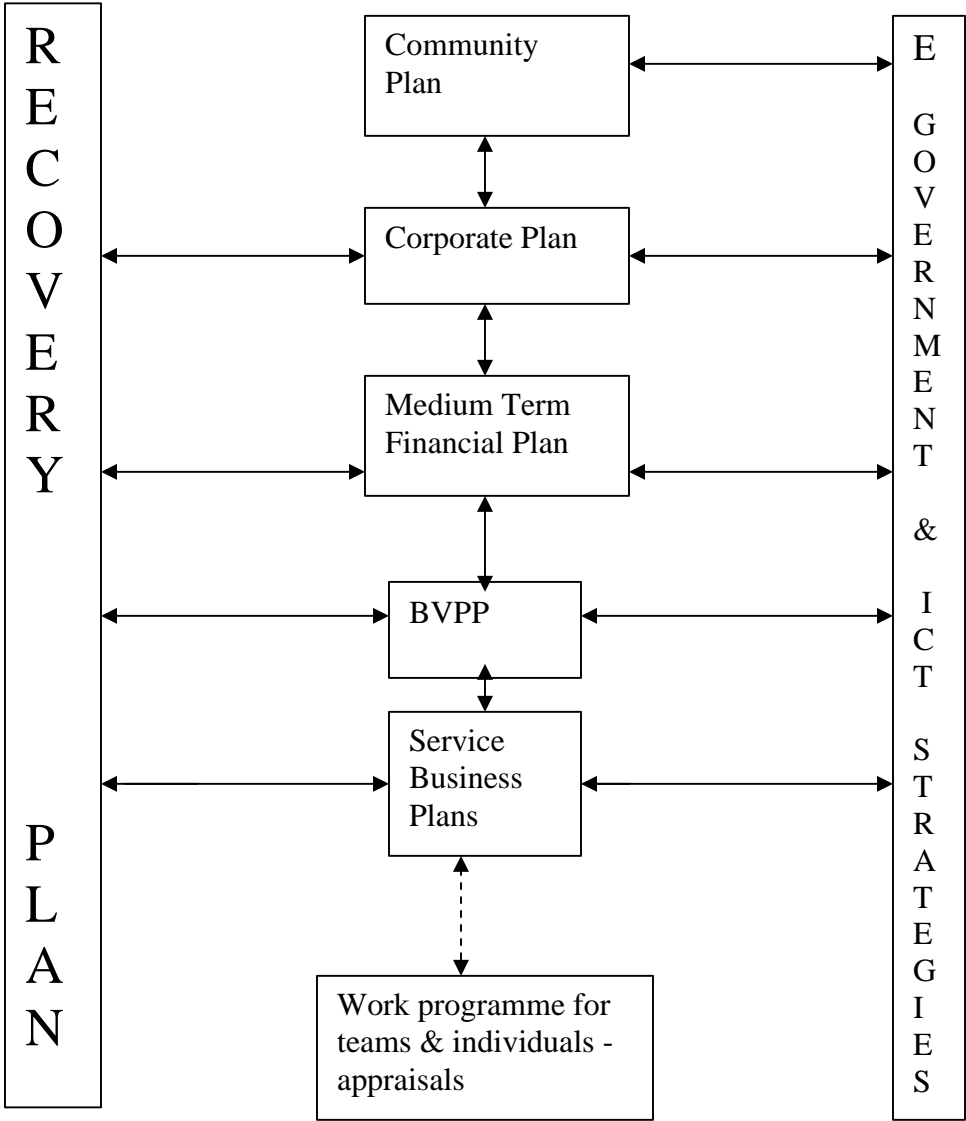 RECOVERY PLAN
Community
Plan
Corporate Plan
Medium Term
Financial Plan
BVPP
Service
Business
Plans
Work programme for
teams & individuals -
appraisals
E GOVERNMENT & ICT STRATEGIES